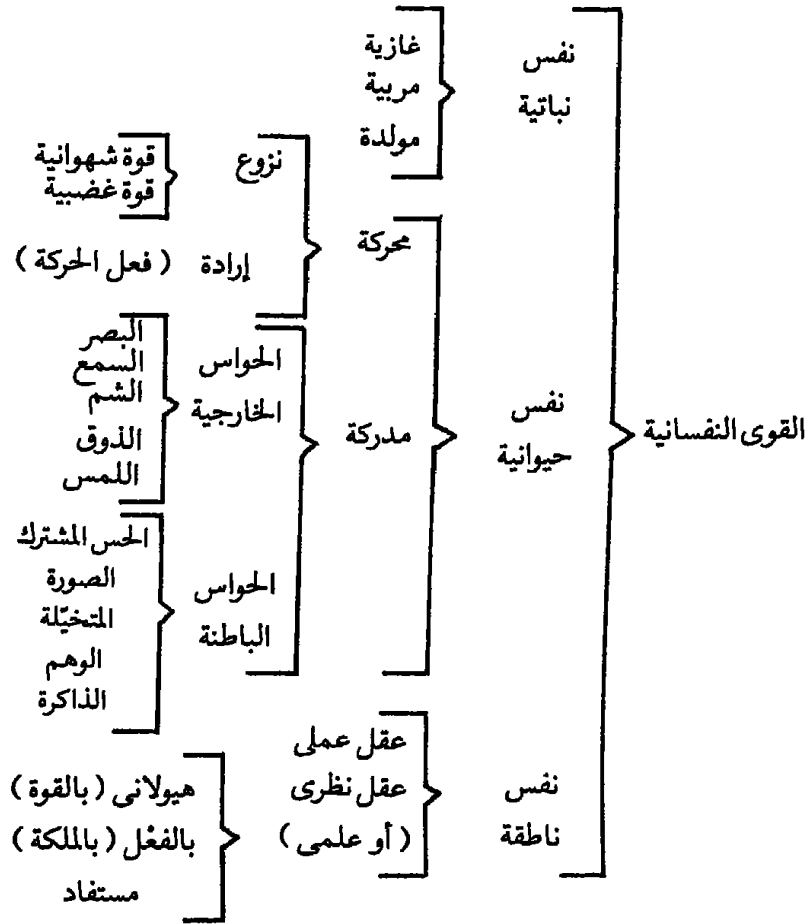 القوى النفسانية
نفس
نباتية
غازية
مربية
مولدة
نفس
حيوانية
محركة
نزوع
قوة شهوانية
قوة غضبية
إرادة ( فعل الحركة )
مدركة
الحواس
الخارجية
البصر
السمع
الشم
الذوق
اللمس
الحواس
الباطنة
الحس المشترك
الصورة
المتخيّلة
الوهم
الذاكرة
نفس
ناطقة
عقل عملى
عقل نظرى
( أو علمى )
هيولانى ( بالقوة )
بالفعْل ( بالملكة )
مستفاد